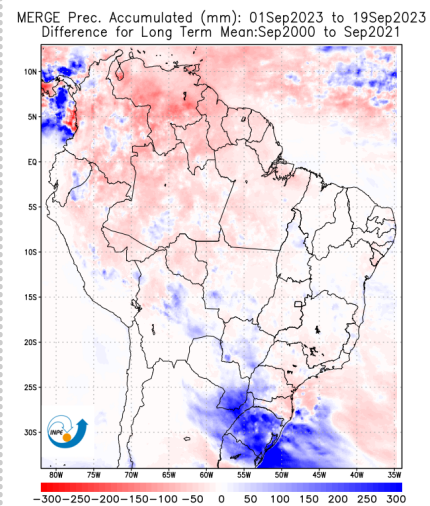 MERGE Prec. Accumulated (mm): 01Sep2023 to 19Sep2023
Difference for Long Term Mean:Sep2000 to Sep2021
10N
5N
EQ
5S
10S
15S
20S
25S
30S
INPE
80W 75W 70W 65W 60W 55W 50W 45W 40W 35W
-300-250-200-150-100 -50 0 50 100 150 200 250 300